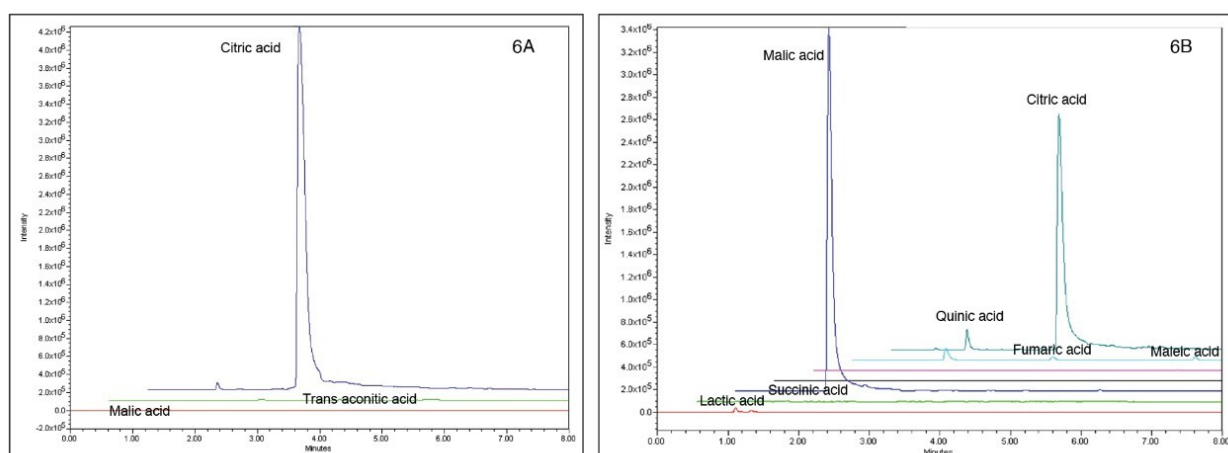 6A
Citric acid
4.2x10⁶
4.0x10⁶
3.8x10⁶
3.6x10⁶
3.4x10⁶
3.2x10⁶
3.0x10⁶
2.8x10⁶
2.6x10⁶
2.4x10⁶
2.2x10⁶
2.0x10⁶
1.8x10⁶
1.6x10⁶
1.4x10⁶
1.2x10⁶
1.0x10⁶
8.0x10⁵
6.0x10⁵
4.0x10⁵
2.0x10⁵
0.0
-2.0x10⁵
Intensity
Trans aconitic acid
Malic acid
0.00 1.00 2.00 3.00 4.00 5.00 6.00 7.00 8.00
Minutes
6B
Malic acid
Citric acid
3.4x10⁶
3.2x10⁶
3.0x10⁶
2.8x10⁶
2.6x10⁶
2.4x10⁶
2.2x10⁶
2.0x10⁶
1.8x10⁶
1.6x10⁶
1.4x10⁶
1.2x10⁶
1.0x10⁶
8.0x10⁵
6.0x10⁵
4.0x10⁵
2.0x10⁵
0.0
Intensity
Quinic acid
Fumaric acid
Maleic acid
Succinic acid
Lactic acid
0.00 1.00 2.00 3.00 4.00 5.00 6.00 7.00 8.00
Minutes